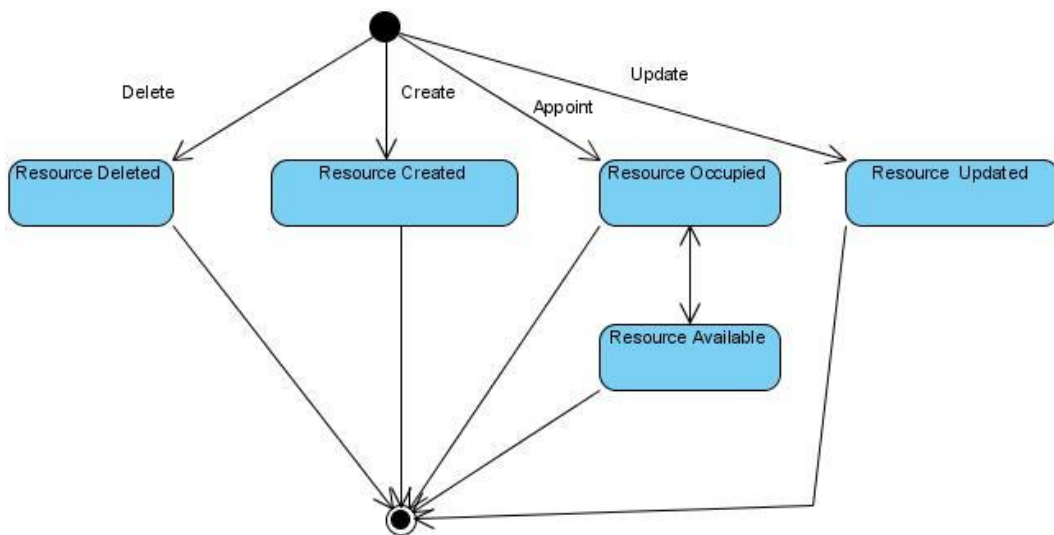 Update
Delete
Create
Appoint
Resource Deleted
Resource Created
Resource Occupied
Resource  Updated
Resource Available